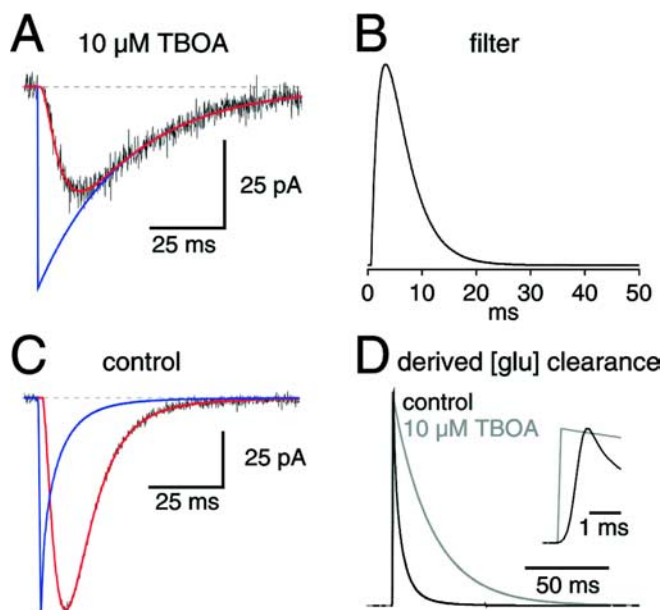 A 10 μM TBOA
25 pA
25 ms
B filter
0 10 20 30 40 50
ms
C control
25 pA
25 ms
D derived [glu] clearance
control
10 μM TBOA
1 ms
50 ms